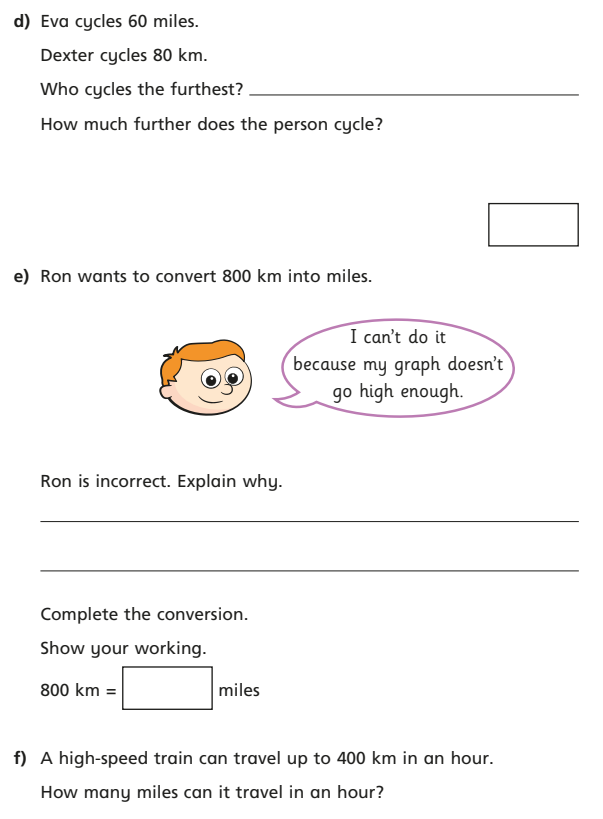 d) Eva cycles 60 miles.
Dexter cycles 80 km.
Who cycles the furthest?
How much further does the person cycle?
e) Ron wants to convert 800 km into miles.
I can't do it
because my graph doesn't
go high enough.
Ron is incorrect. Explain why.
Complete the conversion.
Show your working.
800 km = miles
f) A high-speed train can travel up to 400 km in an hour.
How many miles can it travel in an hour?